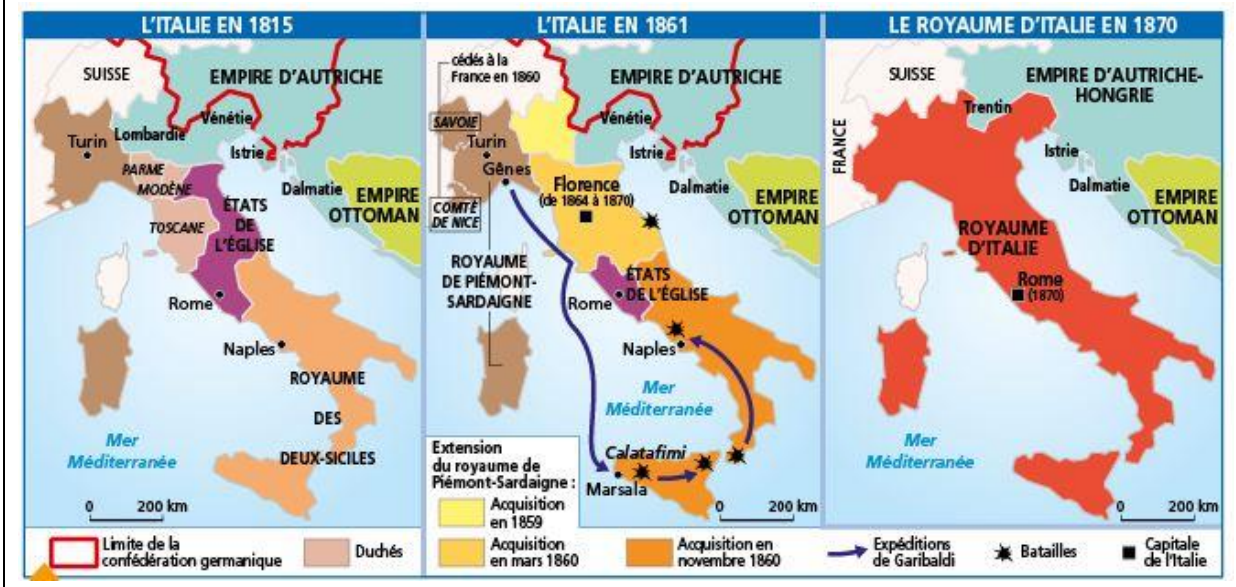 L'ITALIE EN 1815
SUISSE
EMPIRE D'AUTRICHE
Lombardie
Vénétie
Turin
Istrie
PARME
MODÈNE
Dalmatie
EMPIRE
OTTOMAN
TOSCANE
ÉTATS
DE
L'ÉGLISE
Rome
Naples
ROYAUME
DES
DEUX-SICILES
Mer
Méditerranée
0 200 km
L'ITALIE EN 1861
cédés à la
France en 1860
EMPIRE D'AUTRICHE
SAVOIE
Vénétie
Turin
Istrie
Gênes
Florence
(de 1864 à 1870)
Dalmatie
EMPIRE
OTTOMAN
COMTÉ
DE NICE
ROYAUME
DE PIÉMONT-
SARDAIGNE
ÉTATS
DE L'ÉGLISE
Rome
Naples
Mer
Méditerranée
Calatafimi
Marsala
Extension
du royaume de
Piémont-Sardaigne :
Acquisition
en 1859
0 200 km
LE ROYAUME D'ITALIE EN 1870
SUISSE
EMPIRE D'AUTRICHE-
HONGRIE
Trentin
FRANCE
Istrie
Dalmatie
EMPIRE
OTTOMAN
ROYAUME
D'ITALIE
Rome
(1870)
Mer
Méditerranée
0 200 km
Limite de la
confédération germanique
Duchés
Acquisition
en mars 1860
Acquisition en
novembre 1860
Expéditions
de Garibaldi
Batailles
Capitale
de l'Italie